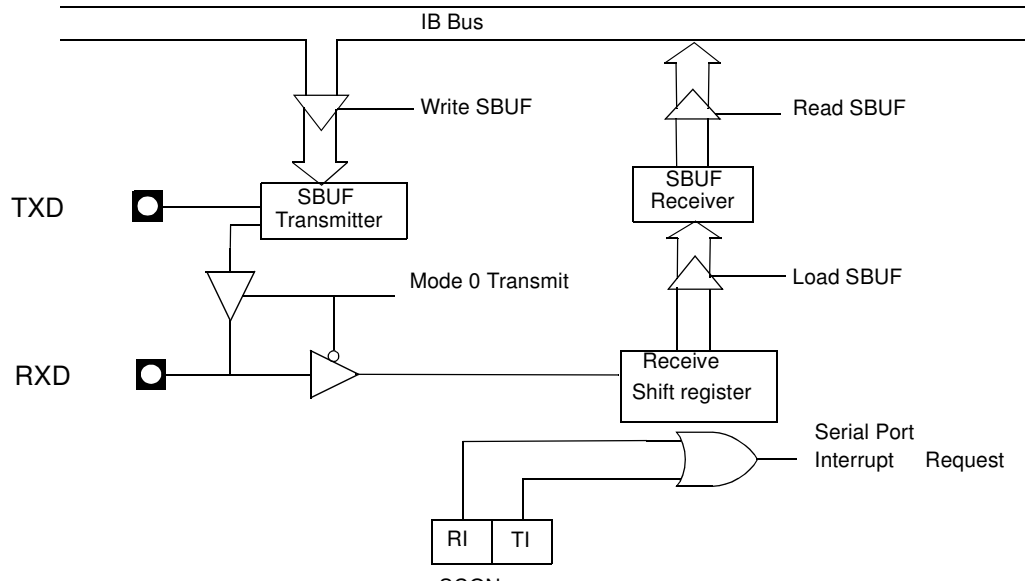 IB Bus
Write SBUF
Read SBUF
SBUF
Transmitter
SBUF
Receiver
TXD
Load SBUF
Mode 0 Transmit
RXD
Receive
Shift register
Serial Port
Interrupt Request
RI TI